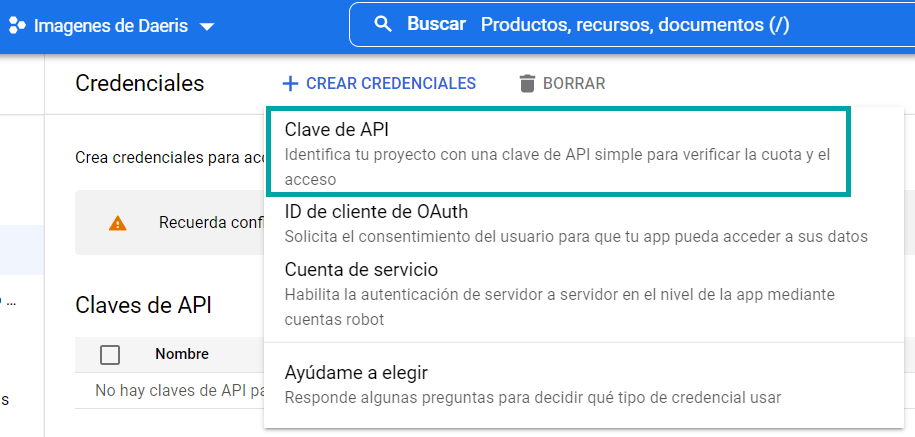 Imagenes de Daeris
Buscar Productos, recursos, documentos (/)
Credenciales
CREAR CREDENCIALES
BORRAR
Clave de API
Identifica tu proyecto con una clave de API simple para verificar la cuota y el
acceso
Crea credenciales para
Recuerda
ID de cliente de OAuth
Solicita el consentimiento del usuario para que tu app pueda acceder a sus datos
Cuenta de servicio
Habilita la autenticación de servidor a servidor en el nivel de la app mediante
cuentas robot
Ayúdame a elegir
Responde algunas preguntas para decidir qué tipo de credencial usar
Claves de API
Nombre
No hay claves de API